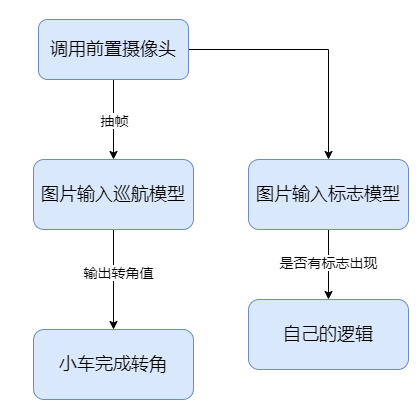 调用前置摄像头
抽帧
图片输入巡航模型
图片输入标志模型
输出转角值
是否有标志出现
小车完成转角
自己的逻辑